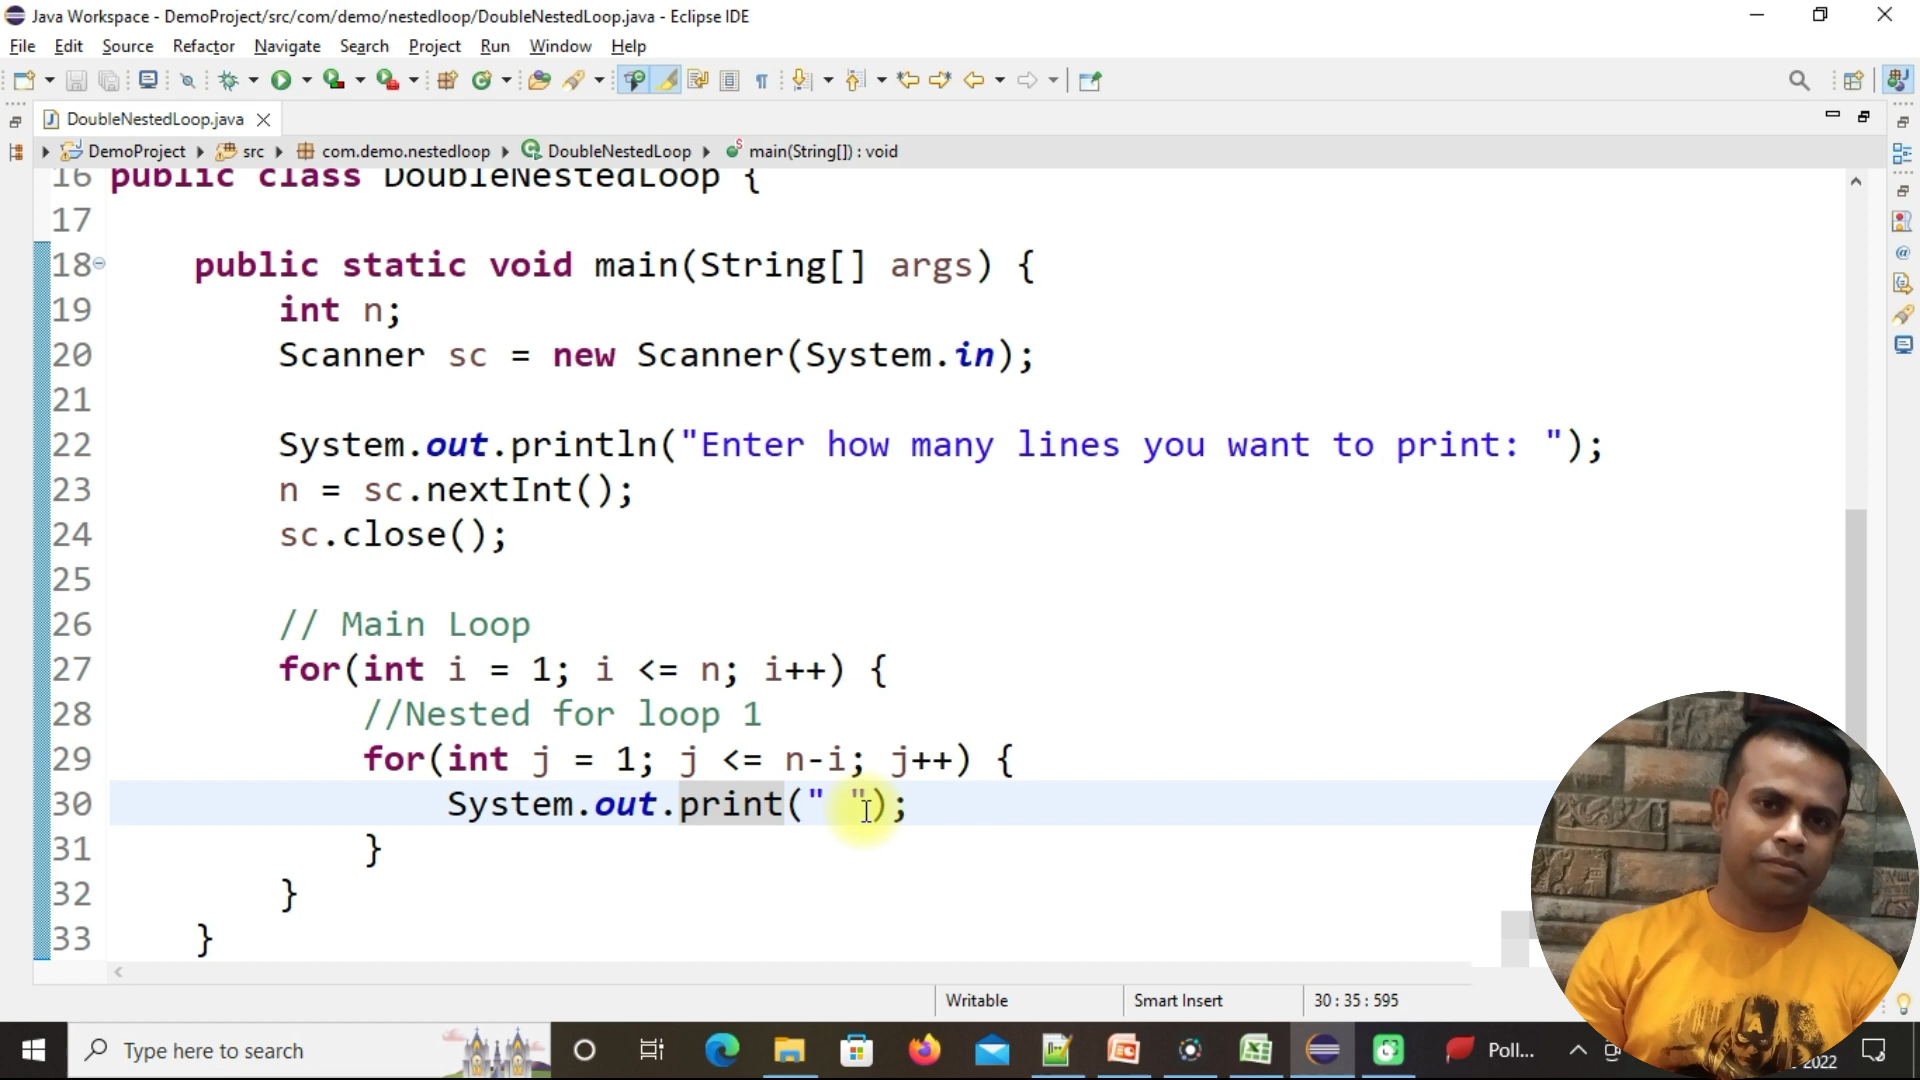 Java Workspace - DemoProject/src/com/demo/nestedloop/DoubleNestedLoop.java - Eclipse IDE
File Edit Source Refactor Navigate Search Project Run Window Help
DoubleNestedLoop.java
DemoProject src com.demo.nestedloop DoubleNestedLoop main(String[]) : void
16 public class DoubleNestedLoop {
17
18 public static void main(String[] args) {
19 int n;
20 Scanner sc = new Scanner(System.in);
21
22 System.out.println("Enter how many lines you want to print: ");
23 n = sc.nextInt();
24 sc.close();
25
26 // Main Loop
27 for(int i = 1; i <= n; i++) {
28 //Nested for loop 1
29 for(int j = 1; j <= n-i; j++) {
30 System.out.print(" ");
31 }
32 }
33 }
Writable Smart Insert 30 : 35 : 595
Type here to search Poll...
2022